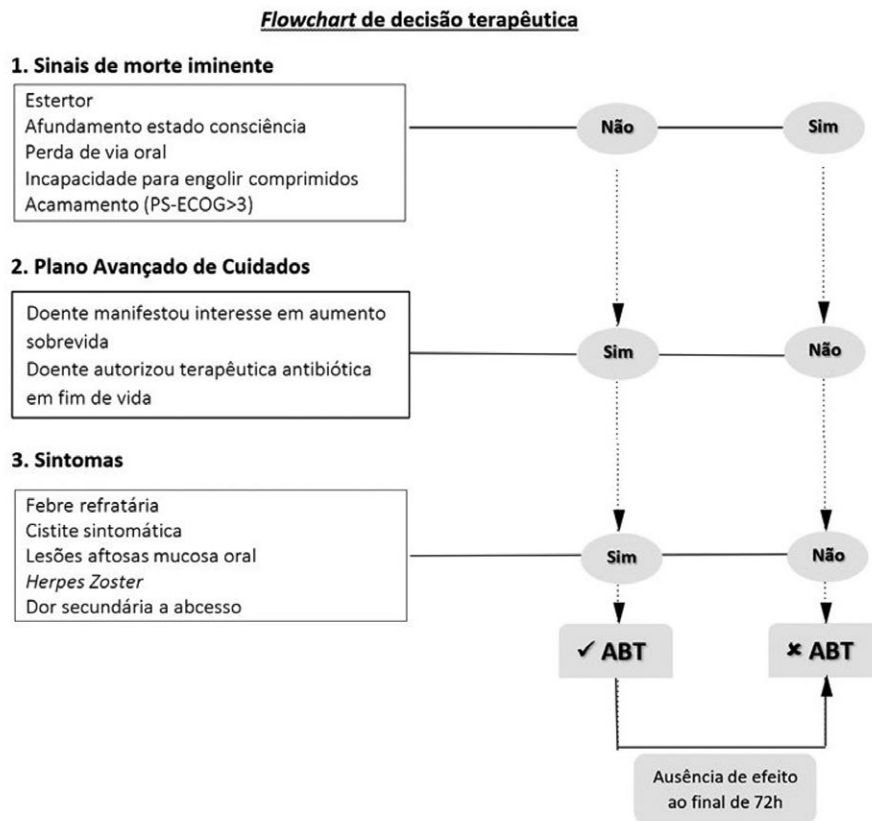 Flowchart de decisão terapêutica
1. Sinais de morte iminente
Estertor
Afundamento estado consciência
Perda de via oral
Incapacidade para engolir comprimidos
Acamamento (PS-ECOG>3)
Não
Sim
2. Plano Avançado de Cuidados
Doente manifestou interesse em aumento
sobrevida
Doente autorizou terapêutica antibiótica
em fim de vida
Sim
Não
3. Sintomas
Febre refratária
Cistite sintomática
Lesões aftosas mucosa oral
Herpes Zoster
Dor secundária a abcesso
Sim
Não
✓ ABT
✘ ABT
Ausência de efeito
ao final de 72h